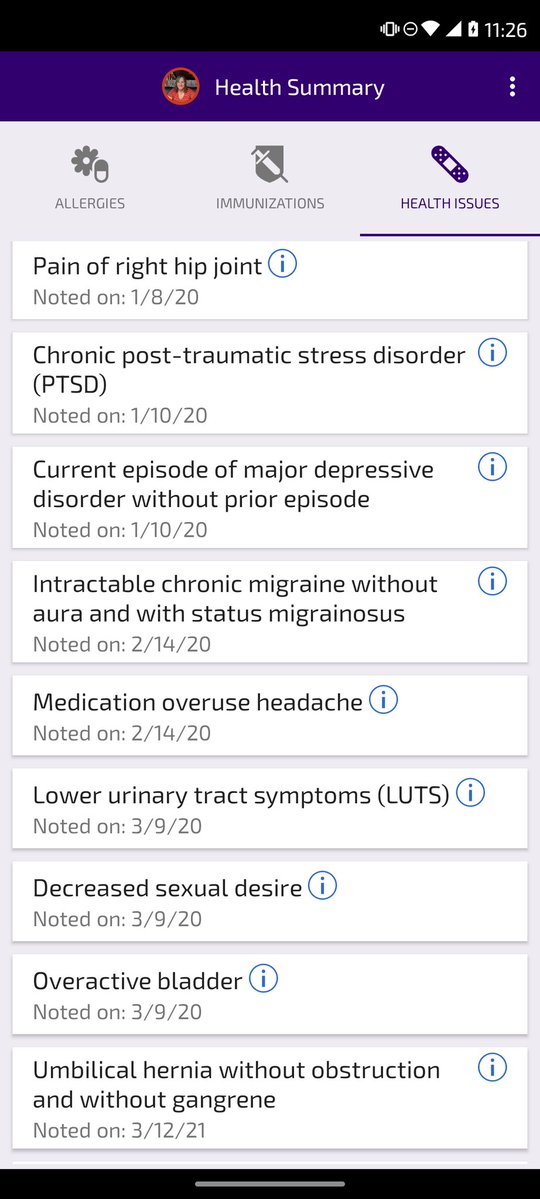 11:26
Health Summary
ALLERGIES
IMMUNIZATIONS
HEALTH ISSUES
Pain of right hip joint
Noted on: 1/8/20
Chronic post-traumatic stress disorder
(PTSD)
Noted on: 1/10/20
Current episode of major depressive
disorder without prior episode
Noted on: 1/10/20
Intractable chronic migraine without
aura and with status migrainosus
Noted on: 2/14/20
Medication overuse headache
Noted on: 2/14/20
Lower urinary tract symptoms (LUTS)
Noted on: 3/9/20
Decreased sexual desire
Noted on: 3/9/20
Overactive bladder
Noted on: 3/9/20
Umbilical hernia without obstruction
and without gangrene
Noted on: 3/12/21